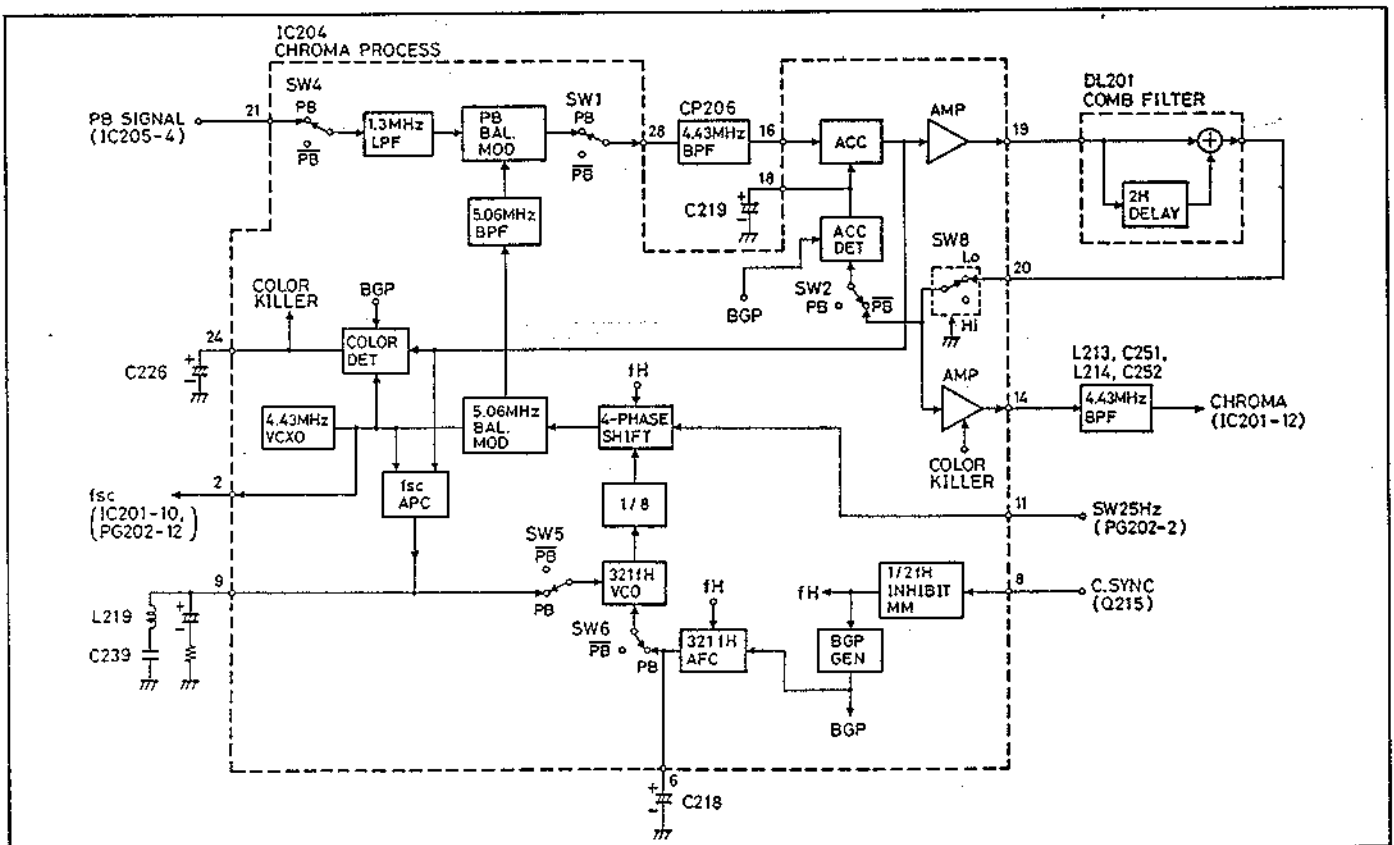 IC204
CHROMA PROCESS
SW4
PB
PB
PB SIGNAL
(IC205-4)
21
1.3MHz
LPF
PB
BAL.
MOD
SW1
PB
PB
28
CP206
4.43MHz
BPF
16
ACC
AMP
19
DL201
COMB FILTER
+
2H
DELAY
18
+
-
C219
5.06MHz
BPF
ACC
DET
SW8
Lo
20
Hi
SW2
PB
PB
BGP
COLOR
KILLER
BGP
24
COLOR
DET
+
-
C226
fH
AMP
14
L213, C251,
L214, C252
4.43MHz
BPF
CHROMA
(IC201-12)
4.43MHz
VCXO
5.06MHz
BAL.
MOD
4-PHASE
SHIFT
COLOR
KILLER
2
fsc
(IC201-10,
PG202-12)
fsc
APC
1/8
11
SW25Hz
(PG202-2)
SW5
PB
PB
9
321fH
VCO
fH
fH
1/2fH
INHIBIT
MM
8
C.SYNC
(Q215)
L219
+
-
C239
SW6
PB
PB
321fH
AFC
BGP
GEN
BGP
6
+
-
C218